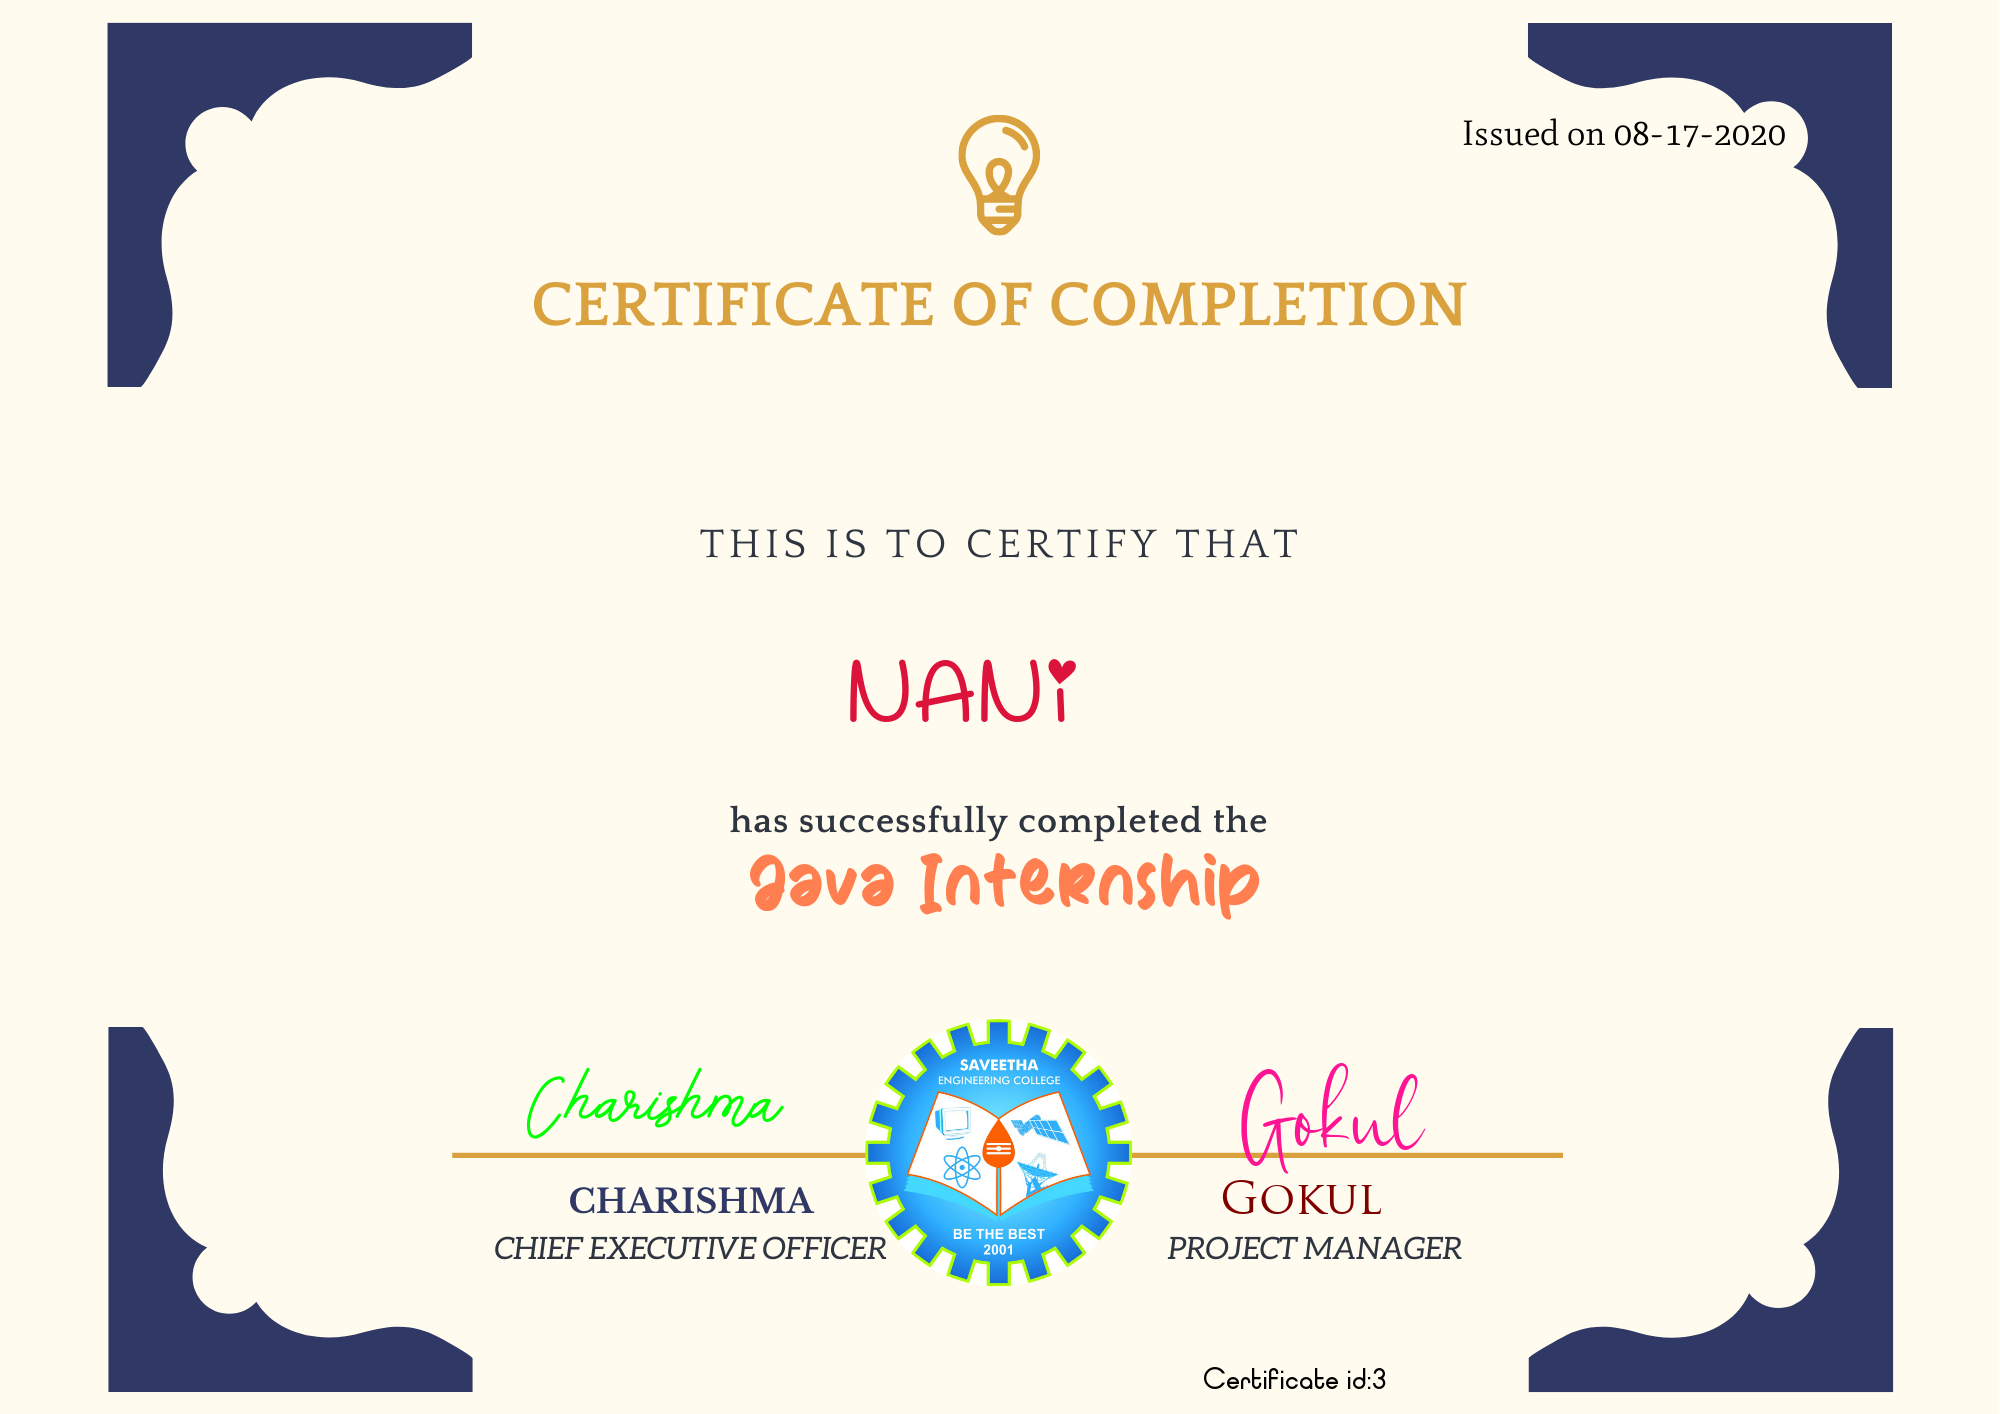 Issued on 08-17-2020
CERTIFICATE OF COMPLETION
THIS IS TO CERTIFY THAT
NANi
has successfully completed the
Java Internship
Charishma
Gokul
SAVEETHA
ENGINEERING COLLEGE
BE THE BEST
2001
CHARISHMA
CHIEF EXECUTIVE OFFICER
GOKUL
PROJECT MANAGER
Certificate id:3